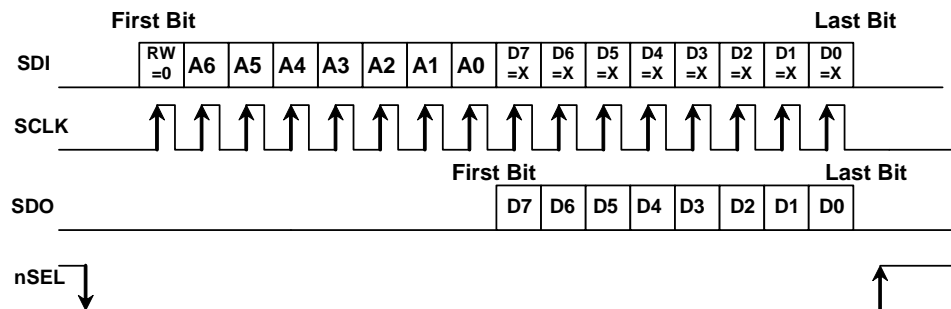 First Bit Last Bit
SDI RW =0 A6 A5 A4 A3 A2 A1 A0 D7 =X D6 =X D5 =X D4 =X D3 =X D2 =X D1 =X D0 =X
SCLK
First Bit Last Bit
SDO D7 D6 D5 D4 D3 D2 D1 D0
nSEL